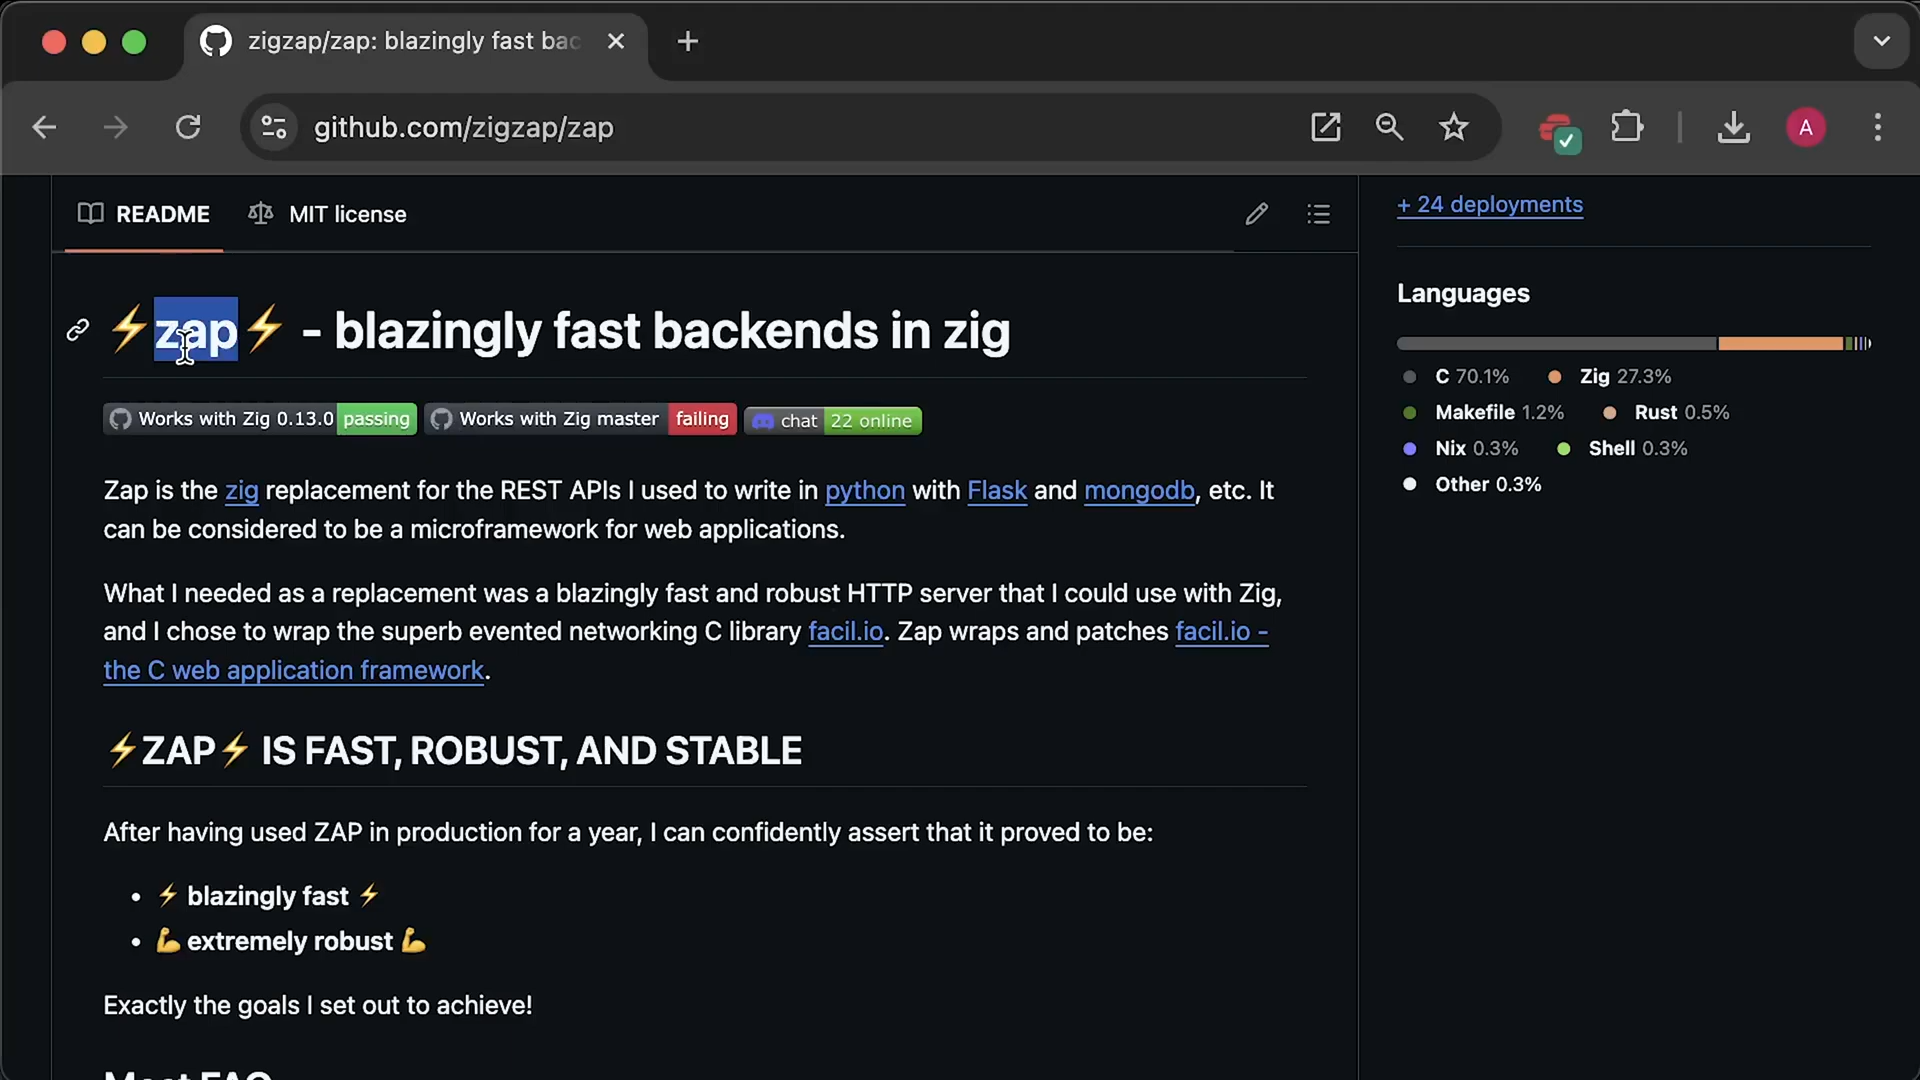 zigzap/zap: blazingly fast bac
github.com/zigzap/zap
A
README
MIT license
+ 24 deployments
⚡zap⚡ - blazingly fast backends in zig
Works with Zig 0.13.0 passing
Works with Zig master failing
chat 22 online
Zap is the zig replacement for the REST APIs I used to write in python with Flask and mongodb, etc. It
can be considered to be a microframework for web applications.
What I needed as a replacement was a blazingly fast and robust HTTP server that I could use with Zig,
and I chose to wrap the superb evented networking C library facil.io. Zap wraps and patches facil.io -
the C web application framework.
⚡ZAP⚡ IS FAST, ROBUST, AND STABLE
After having used ZAP in production for a year, I can confidently assert that it proved to be:
• ⚡ blazingly fast ⚡
• 💪 extremely robust 💪
Exactly the goals I set out to achieve!
Most FAQ
Languages
C 70.1% Zig 27.3%
Makefile 1.2% Rust 0.5%
Nix 0.3% Shell 0.3%
Other 0.3%